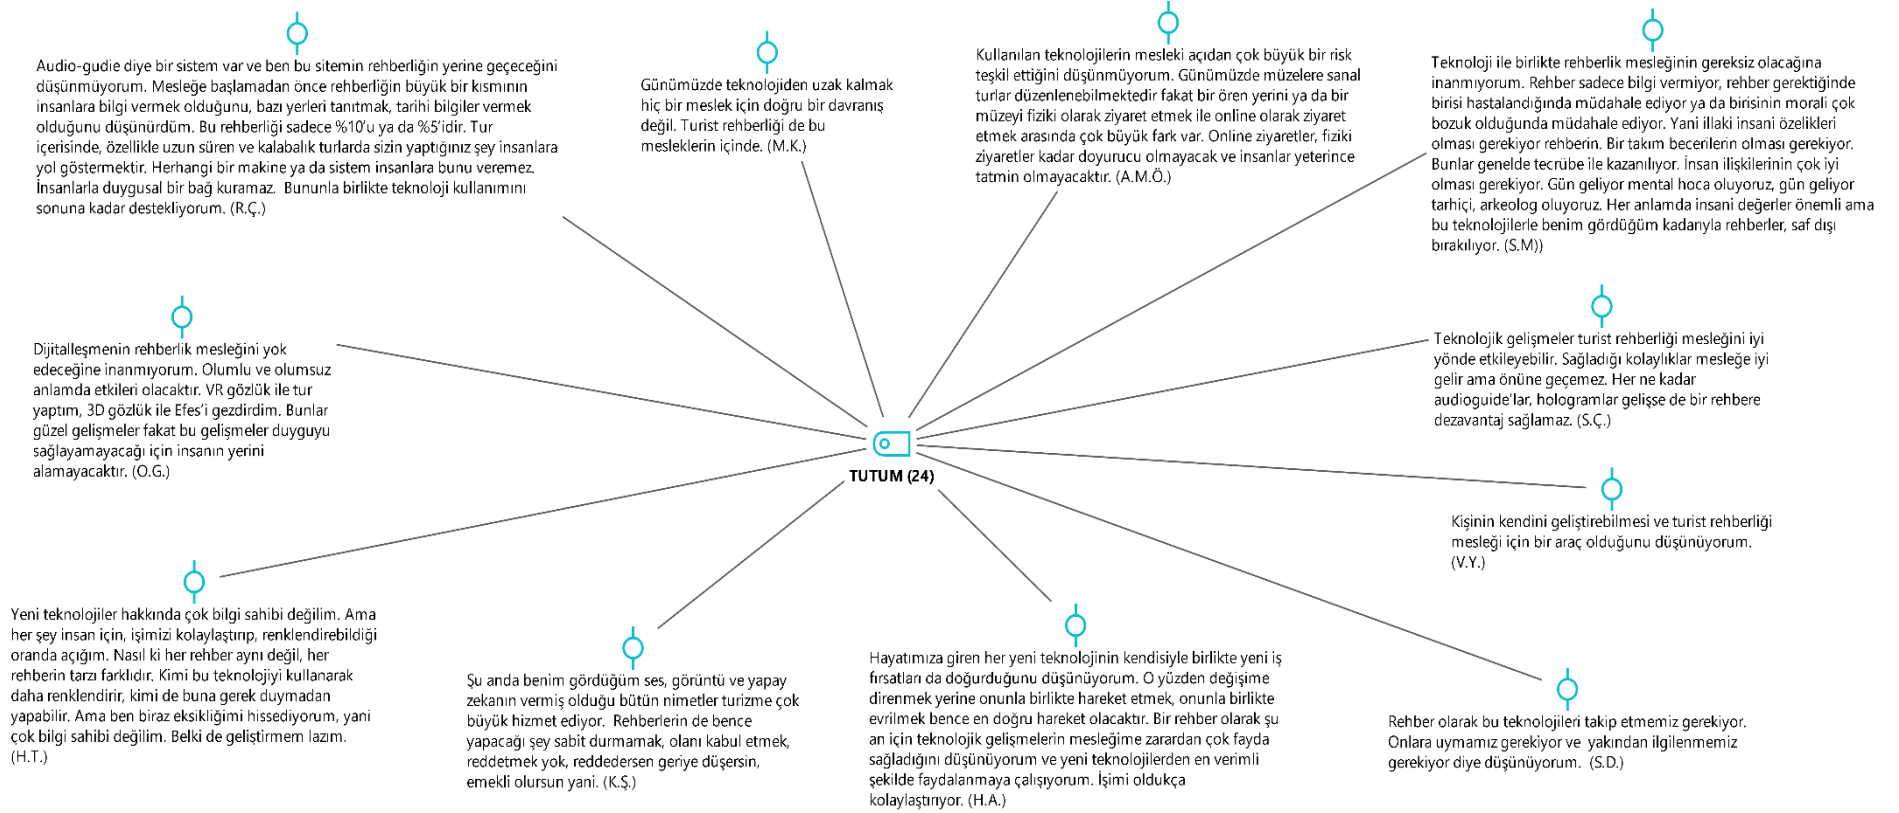 Audio-gudie diye bir sistem var ve ben bu sitemin rehberliğin yerine geçeceğini
düşünmüyorum. Mesleğe başlamadan önce rehberliğin büyük bir kısmının
insanlara bilgi vermek olduğunu, bazı yerleri tanıtmak, tarihi bilgiler vermek
olduğunu düşünürdüm. Bu rehberliği sadece %10'u ya da %5'idir. Tur
içerisinde, özellikle uzun süren ve kalabalık turlarda sizin yaptığınız şey insanlara
yol göstermektir. Herhangi bir makine ya da sistem insanlara bunu veremez.
İnsanlarla duygusal bir bağ kuramaz. Bununla birlikte teknoloji kullanımını
sonuna kadar destekliyorum. (R.Ç.)
Günümüzde teknolojiden uzak kalmak
hiç bir meslek için doğru bir davranış
değil. Turist rehberliği de bu
mesleklerin içinde. (M.K.)
Kullanılan teknolojilerin mesleki açıdan çok büyük bir risk
teşkil ettiğini düşünmüyorum. Günümüzde müzelere sanal
turlar düzenlenebilmektedir fakat bir ören yerini ya da bir
müzeyi fiziki olarak ziyaret etmek ile online olarak ziyaret
etmek arasında çok büyük fark var. Online ziyaretler, fiziki
ziyaretler kadar doyurucu olmayacak ve insanlar yeterince
tatmin olmayacaktır. (A.M.Ö.)
Teknoloji ile birlikte rehberlik mesleğinin gereksiz olacağına
inanmıyorum. Rehber sadece bilgi vermiyor, rehber gerektiğinde
birisi hastalandığında müdahale ediyor ya da birisinin morali çok
bozuk olduğunda müdahale ediyor. Yani illaki insani özelikleri
olması gerekiyor rehberin. Bir takım becerilerin olması gerekiyor.
Bunlar genelde tecrübe ile kazanılıyor. İnsan ilişkilerinin çok iyi
olması gerekiyor. Gün geliyor mental hoca oluyoruz, gün geliyor
tarhiçi, arkeolog oluyoruz. Her anlamda insani değerler önemli ama
bu teknolojilerle benim gördüğüm kadarıyla rehberler, saf dışı
bırakılıyor. (S.M))
Dijitalleşmenin rehberlik mesleğini yok
edeceğine inanmıyorum. Olumlu ve olumsuz
anlamda etkileri olacaktır. VR gözlük ile tur
yaptım, 3D gözlük ile Efes'i gezdirdim. Bunlar
güzel gelişmeler fakat bu gelişmeler duyguyu
sağlayamayacağı için insanın yerini
alamayacaktır. (O.G.)
Teknolojik gelişmeler turist rehberliği mesleğini iyi
yönde etkileyebilir. Sağladığı kolaylıklar mesleğe iyi
gelir ama önüne geçemez. Her ne kadar
audioguide'lar, hologramlar gelişse de bir rehbere
dezavantaj sağlamaz. (S.Ç.)
TUTUM (24)
Kişinin kendini geliştirebilmesi ve turist rehberliği
mesleği için bir araç olduğunu düşünüyorum.
(V.Y.)
Yeni teknolojiler hakkında çok bilgi sahibi değilim. Ama
her şey insan için, işimizi kolaylaştırıp, renklendirebildiği
oranda açığım. Nasıl ki her rehber aynı değil, her
rehberin tarzı farklıdır. Kimi bu teknolojiyi kullanarak
daha renklendirir, kimi de buna gerek duymadan
yapabilir. Ama ben biraz eksikliğimi hissediyorum, yani
çok bilgi sahibi değilim. Belki de geliştirmem lazım.
(H.T.)
Şu anda benim gördüğüm ses, görüntü ve yapay
zekanın vermiş olduğu bütün nimetler turizme çok
büyük hizmet ediyor. Rehberlerin de bence
yapacağı şey sabit durmamak, olanı kabul etmek,
reddetmek yok, reddedersen geriye düşersin,
emekli olursun yani. (K.Ş.)
Hayatımıza giren her yeni teknolojinin kendisiyle birlikte yeni iş
fırsatları da doğurduğunu düşünüyorum. O yüzden değişime
direnmek yerine onunla birlikte hareket etmek, onunla birlikte
evrilmek bence en doğru hareket olacaktır. Bir rehber olarak şu
an için teknolojik gelişmelerin mesleğime zarardan çok fayda
sağladığını düşünüyorum ve yeni teknolojilerden en verimli
şekilde faydalanmaya çalışıyorum. İşimi oldukça
kolaylaştırıyor. (H.A.)
Rehber olarak bu teknolojileri takip etmemiz gerekiyor.
Onlara uymamız gerekiyor ve yakından ilgilenmemiz
gerekiyor diye düşünüyorum. (S.D.)